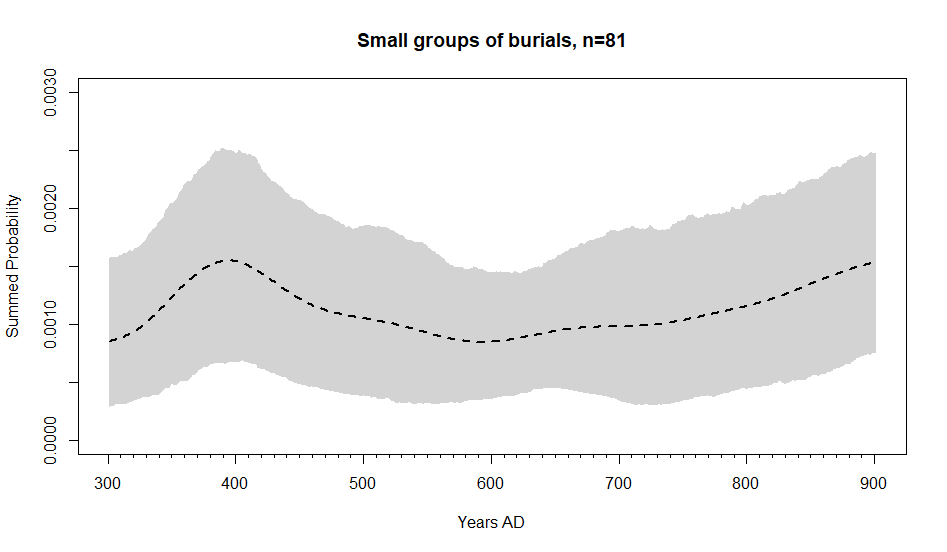 Small groups of burials, n=81
Summed Probability
0.0030
0.0020
0.0010
0.0000
300 400 500 600 700 800 900
Years AD